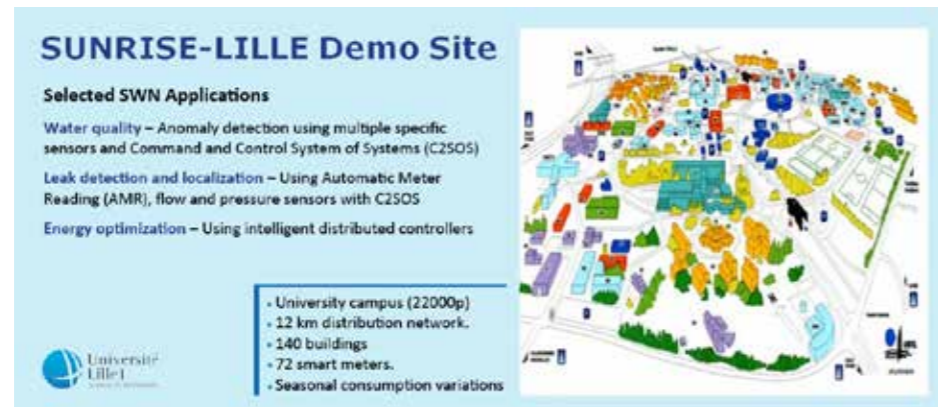 SUNRISE-LILLE Demo Site
Selected SWN Applications
Water quality – Anomaly detection using multiple specific
sensors and Command and Control System of Systems (C2SOS)
Leak detection and localization – Using Automatic Meter
Reading (AMR), flow and pressure sensors with C2SOS
Energy optimization – Using intelligent distributed controllers
• University campus (22000p)
• 12 km distribution network.
• 140 buildings
• 72 smart meters.
• Seasonal consumption variations
Université
Lille1